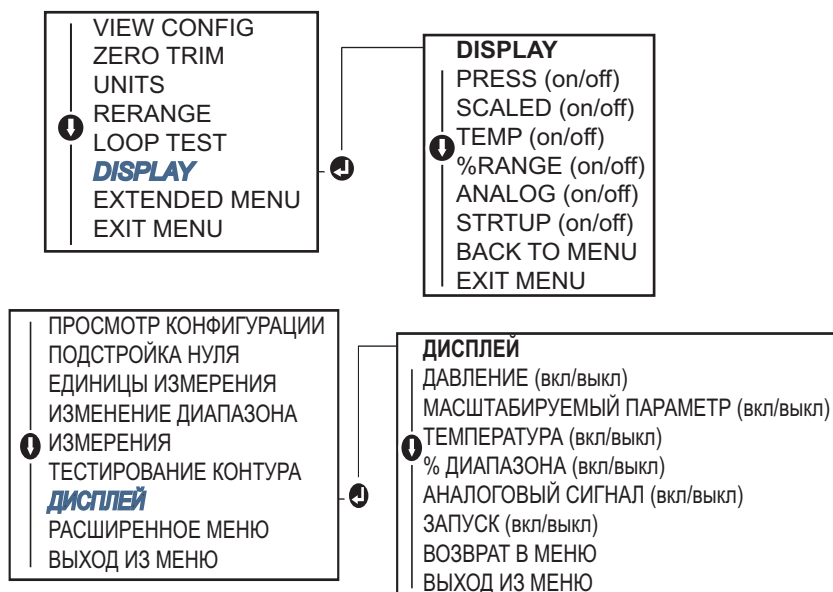 VIEW CONFIG
ZERO TRIM
UNITS
RERANGE
LOOP TEST
DISPLAY
EXTENDED MENU
EXIT MENU
DISPLAY
PRESS (on/off)
SCALED (on/off)
TEMP (on/off)
%RANGE (on/off)
ANALOG (on/off)
STRTUP (on/off)
BACK TO MENU
EXIT MENU
ПРОСМОТР КОНФИГУРАЦИИ
ПОДСТРОЙКА НУЛЯ
ЕДИНИЦЫ ИЗМЕРЕНИЯ
ИЗМЕНЕНИЕ ДИАПАЗОНА
ИЗМЕРЕНИЯ
ТЕСТИРОВАНИЕ КОНТУРА
ДИСПЛЕЙ
РАСШИРЕННОЕ МЕНЮ
ВЫХОД ИЗ МЕНЮ
ДИСПЛЕЙ
ДАВЛЕНИЕ (вкл/выкл)
МАСШТАБИРУЕМЫЙ ПАРАМЕТР (вкл/выкл)
ТЕМПЕРАТУРА (вкл/выкл)
% ДИАПАЗОНА (вкл/выкл)
АНАЛОГОВЫЙ СИГНАЛ (вкл/выкл)
ЗАПУСК (вкл/выкл)
ВОЗВРАТ В МЕНЮ
ВЫХОД ИЗ МЕНЮ